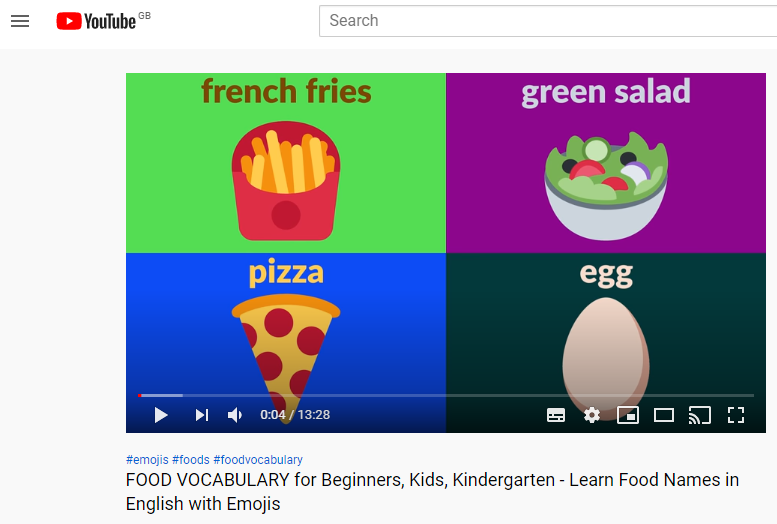 YouTube GB
Search
french fries
green salad
pizza
egg
0:04 / 13:28
#emojis #foods #foodvocabulary
FOOD VOCABULARY for Beginners, Kids, Kindergarten - Learn Food Names in
English with Emojis